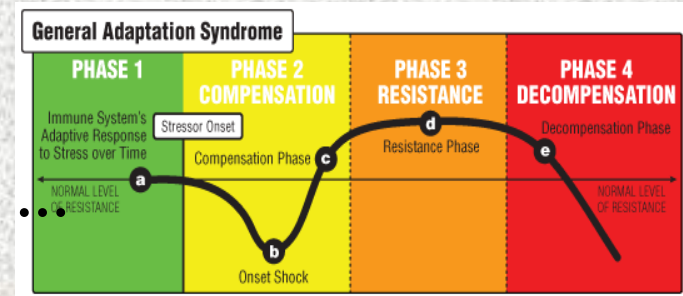 General Adaptation Syndrome
PHASE 1
PHASE 2
COMPENSATION
PHASE 3
RESISTANCE
PHASE 4
DECOMPENSATION
Immune System's
Adaptive Response
to Stress over Time
Stressor Onset
Compensation Phase
Resistance Phase
Decompensation Phase
a
b
c
d
e
NORMAL LEVEL
OF RESISTANCE
NORMAL LEVEL
OF RESISTANCE
Onset Shock
...